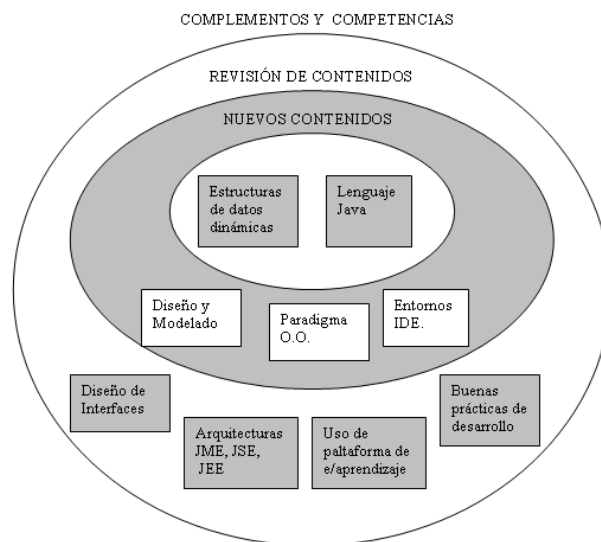 COMPLEMENTOS Y COMPETENCIAS
REVISIÓN DE CONTENIDOS
NUEVOS CONTENIDOS
Estructuras
de datos
dinámicas
Lenguaje
Java
Diseño y
Modelado
Paradigma
O.O.
Entornos
IDE.
Diseño de
Interfaces
Arquitecturas
JME, JSE,
JEE
Uso de
paltaforma de
e/aprendizaje
Buenas
prácticas de
desarrollo